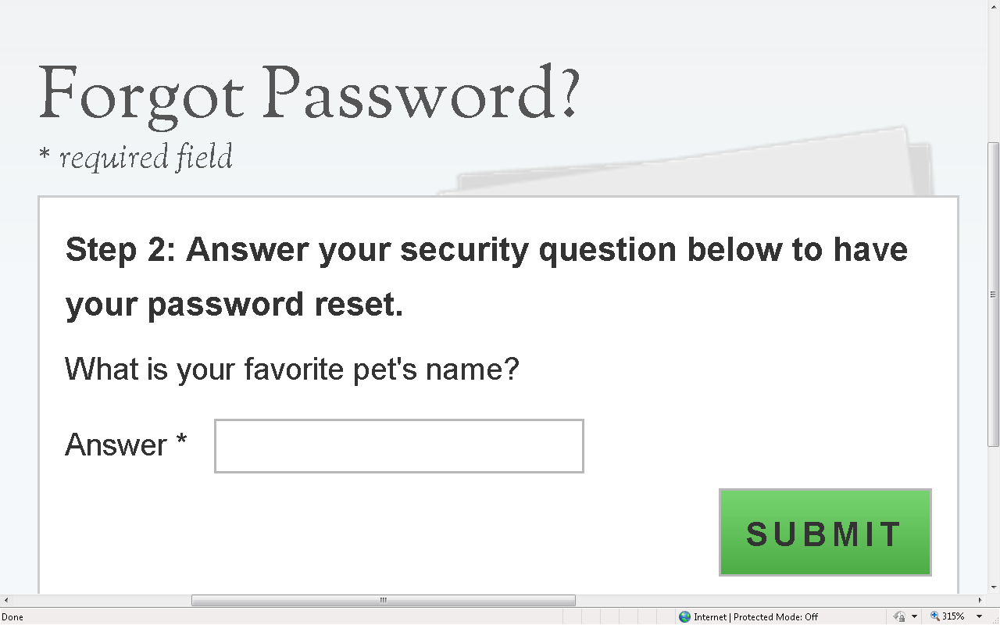 Forgot Password?
* required field
Step 2: Answer your security question below to have
your password reset.
What is your favorite pet's name?
Answer *
SUBMIT
Done
Internet | Protected Mode: Off
315%